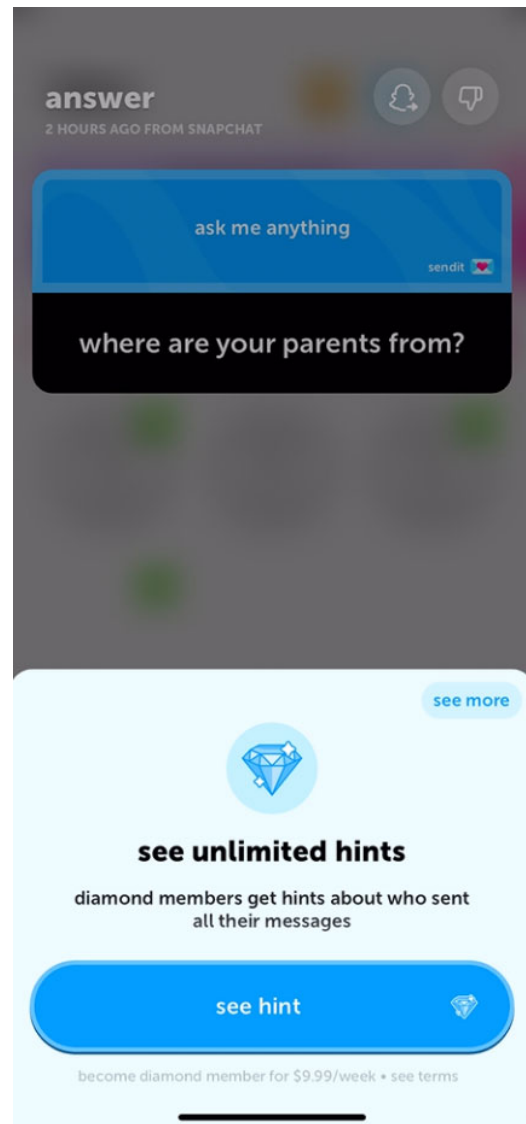 answer
2 HOURS AGO FROM SNAPCHAT
ask me anything
sendit
where are your parents from?
see more
see unlimited hints
diamond members get hints about who sent
all their messages
see hint
become diamond member for $9.99/week • see terms